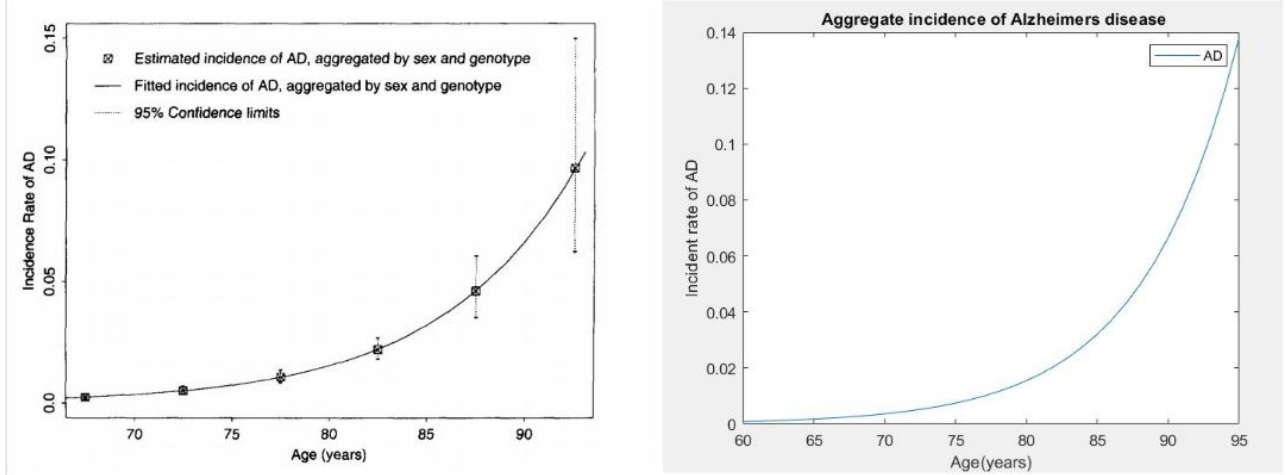 0.15
0.10
0.05
0.0
Incidence Rate of AD
Estimated incidence of AD, aggregated by sex and genotype
Fitted incidence of AD, aggregated by sex and genotype
95% Confidence limits
70 75 80 85 90
Age (years)
Aggregate incidence of Alzheimers disease
0.14
0.12
0.1
0.08
0.06
0.04
0.02
0
Incident rate of AD
AD
60 65 70 75 80 85 90 95
Age(years)